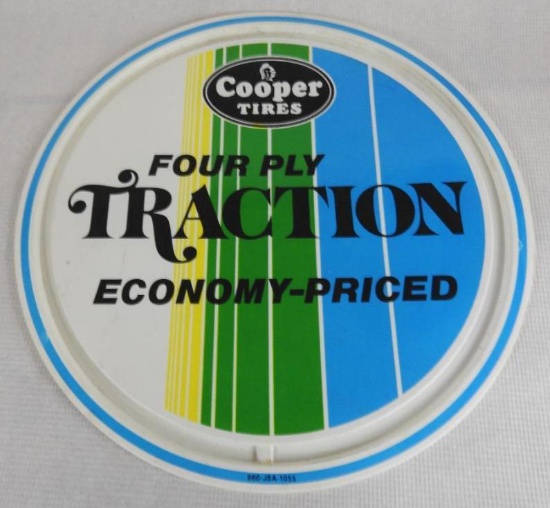 Cooper
TIRES
FOUR PLY
TRACTION
ECONOMY-PRICED